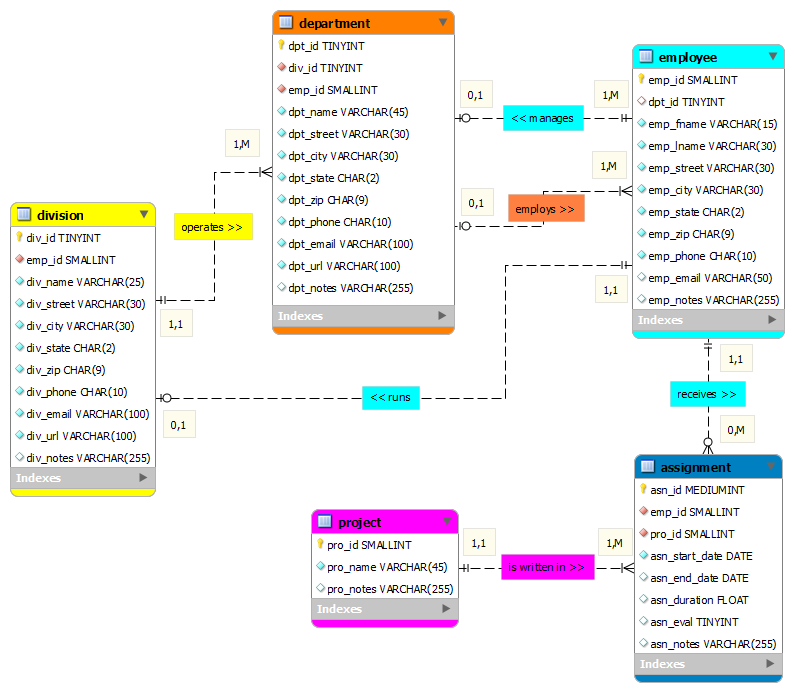 department
dpt_id TINYINT
div_id TINYINT
emp_id SMALLINT
dpt_name VARCHAR(45)
dpt_street VARCHAR(30)
dpt_city VARCHAR(30)
dpt_state CHAR(2)
dpt_zip CHAR(9)
dpt_phone CHAR(10)
dpt_email VARCHAR(100)
dpt_url VARCHAR(100)
dpt_notes VARCHAR(255)
Indexes
employee
emp_id SMALLINT
dpt_id TINYINT
emp_fname VARCHAR(15)
emp_lname VARCHAR(30)
emp_street VARCHAR(30)
emp_city VARCHAR(30)
emp_state CHAR(2)
emp_zip CHAR(9)
emp_phone CHAR(10)
emp_email VARCHAR(50)
emp_notes VARCHAR(255)
Indexes
0,1
<< manages
1,M
0,1
employs >>
1,M
1,M
operates >>
1,1
division
div_id TINYINT
emp_id SMALLINT
div_name VARCHAR(25)
div_street VARCHAR(30)
div_city VARCHAR(30)
div_state CHAR(2)
div_zip CHAR(9)
div_phone CHAR(10)
div_email VARCHAR(100)
div_url VARCHAR(100)
div_notes VARCHAR(255)
Indexes
1,1
<< runs
0,1
1,1
receives >>
0,M
project
pro_id SMALLINT
pro_name VARCHAR(45)
pro_notes VARCHAR(255)
Indexes
1,1
is written in >>
1,M
assignment
asn_id MEDIUMINT
emp_id SMALLINT
pro_id SMALLINT
asn_start_date DATE
asn_end_date DATE
asn_duration FLOAT
asn_eval TINYINT
asn_notes VARCHAR(255)
Indexes